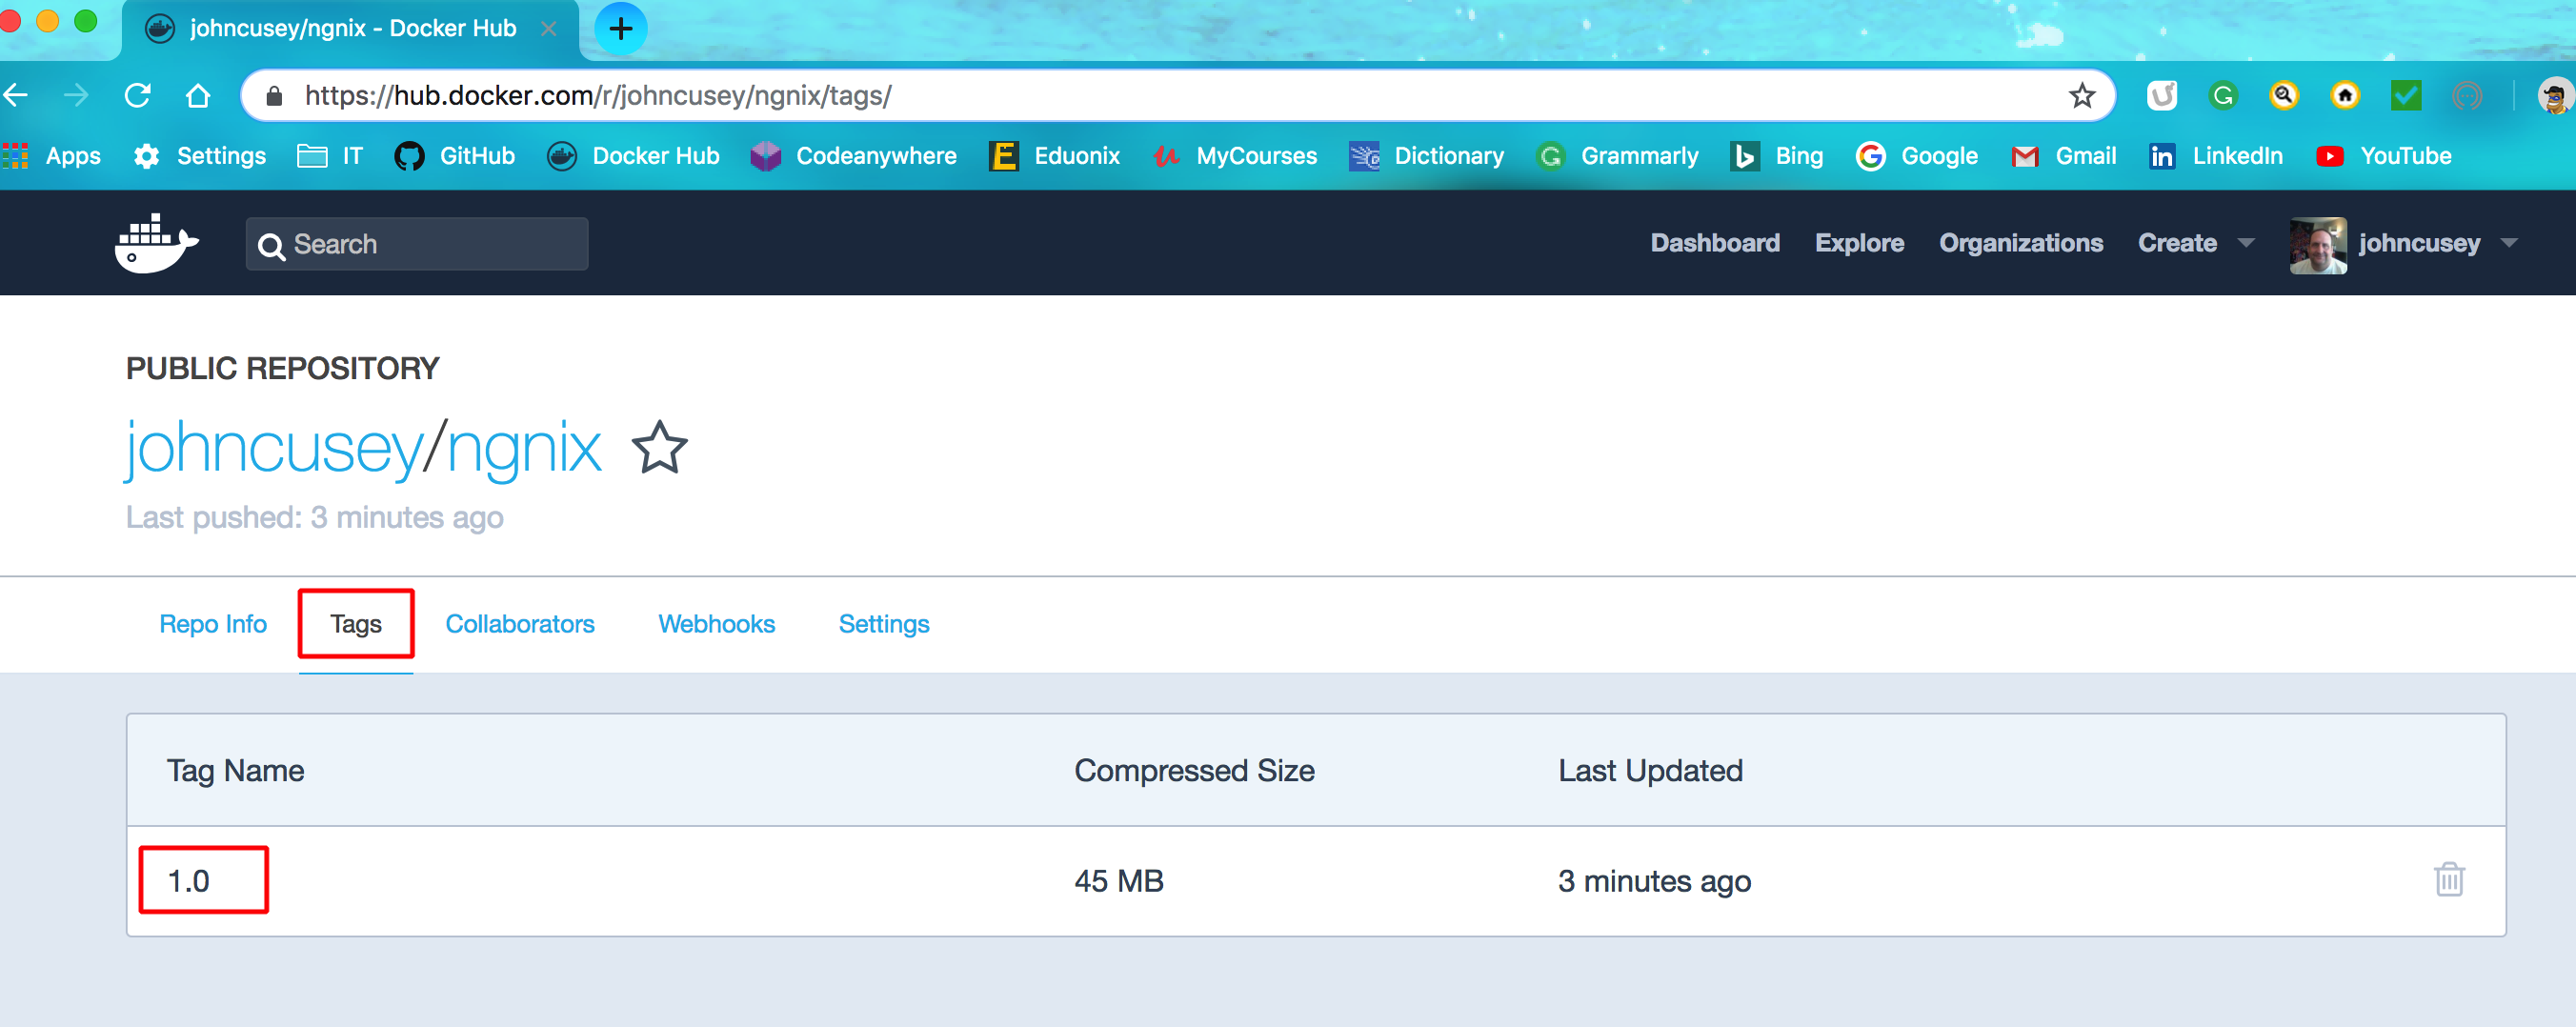 johncusey/ngnix - Docker Hub
https://hub.docker.com/r/johncusey/ngnix/tags/
Apps Settings IT GitHub Docker Hub Codeanywhere Eduonix MyCourses Dictionary Grammarly Bing Google Gmail LinkedIn YouTube
Search Dashboard Explore Organizations Create johncusey
PUBLIC REPOSITORY
johncusey/ngnix
Last pushed: 3 minutes ago
Repo Info Tags Collaborators Webhooks Settings
Tag Name Compressed Size Last Updated
1.0 45 MB 3 minutes ago